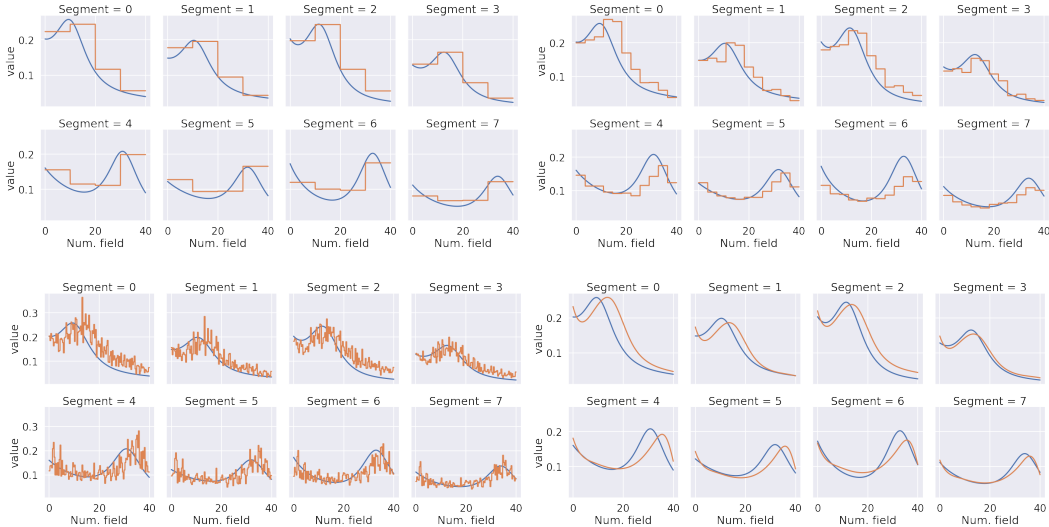 Segment = 0 Segment = 1 Segment = 2 Segment = 3
value
0.2
0.1
Segment = 4 Segment = 5 Segment = 6 Segment = 7
value
0.2
0.1
0 20 40 0 20 40 0 20 40 0 20 40
Num. field Num. field Num. field Num. field
Segment = 0 Segment = 1 Segment = 2 Segment = 3
value
0.2
0.1
Segment = 4 Segment = 5 Segment = 6 Segment = 7
value
0.2
0.1
0 20 40 0 20 40 0 20 40 0 20 40
Num. field Num. field Num. field Num. field
Segment = 0 Segment = 1 Segment = 2 Segment = 3
value
0.3
0.2
0.1
Segment = 4 Segment = 5 Segment = 6 Segment = 7
value
0.3
0.2
0.1
0 20 40 0 20 40 0 20 40 0 20 40
Num. field Num. field Num. field Num. field
Segment = 0 Segment = 1 Segment = 2 Segment = 3
value
0.2
0.1
Segment = 4 Segment = 5 Segment = 6 Segment = 7
value
0.2
0.1
0 20 40 0 20 40 0 20 40 0 20 40
Num. field Num. field Num. field Num. field